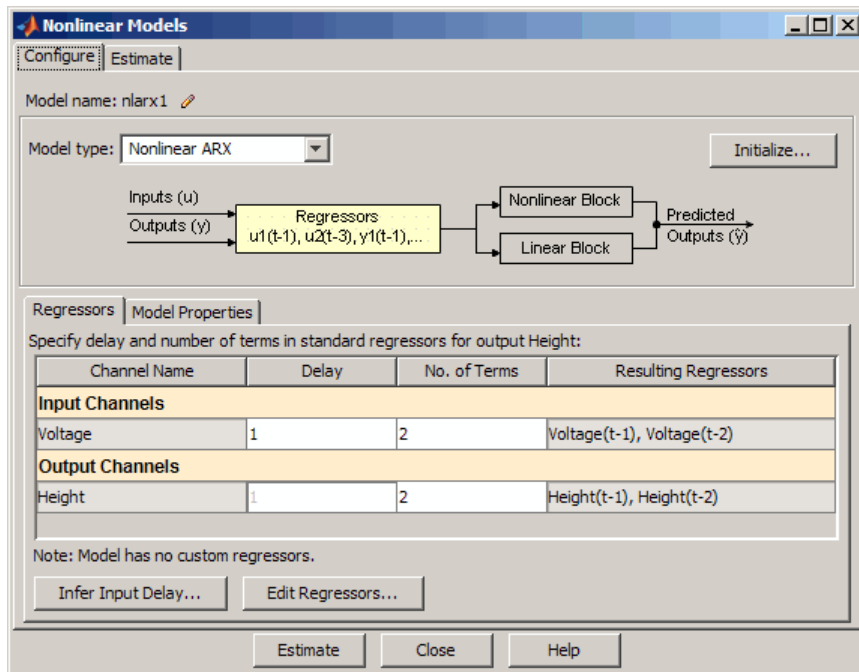 Nonlinear Models
Configure Estimate
Model name: nlarx1
Model type: Nonlinear ARX Initialize...
Inputs (u)
Outputs (y)
Regressors
u1(t-1), u2(t-3), y1(t-1),...
Nonlinear Block
Linear Block
Predicted
Outputs (ŷ)
Regressors Model Properties
Specify delay and number of terms in standard regressors for output Height:
Channel Name Delay No. of Terms Resulting Regressors
Input Channels
Voltage 1 2 Voltage(t-1), Voltage(t-2)
Output Channels
Height 1 2 Height(t-1), Height(t-2)
Note: Model has no custom regressors.
Infer Input Delay... Edit Regressors...
Estimate Close Help